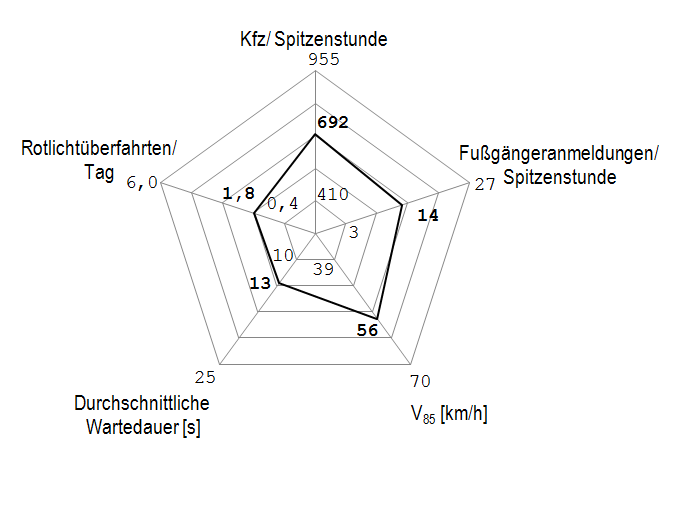 Kfz/ Spitzenstunde
955
692
Rotlichtüberfahrten/
Tag
6,0
1,8
0,4
410
Fußgängeranmeldungen/
Spitzenstunde
27
14
3
10
39
13
56
25
70
Durchschnittliche
Wartedauer [s]
V85 [km/h]